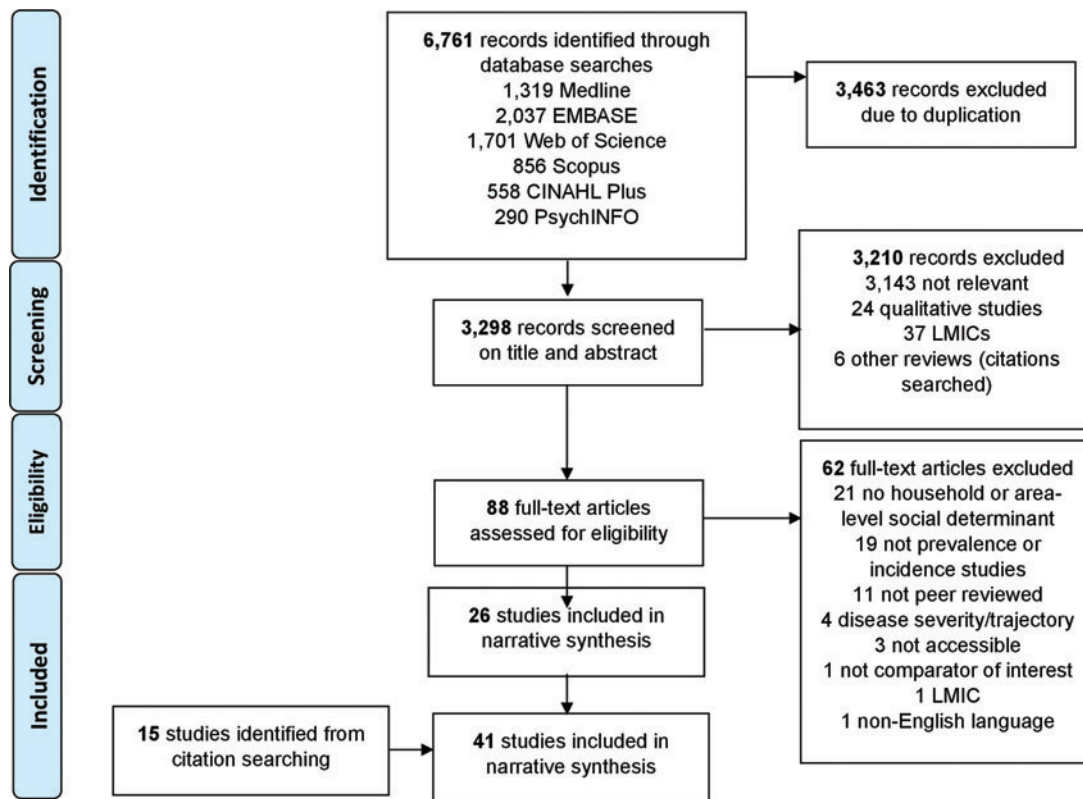 Identification
6,761 records identified through
database searches
1,319 Medline
2,037 EMBASE
1,701 Web of Science
856 Scopus
558 CINAHL Plus
290 PsychINFO
3,463 records excluded
due to duplication
Screening
3,298 records screened
on title and abstract
3,210 records excluded
3,143 not relevant
24 qualitative studies
37 LMICs
6 other reviews (citations
searched)
Eligibility
88 full-text articles
assessed for eligibility
62 full-text articles excluded
21 no household or area-
level social determinant
19 not prevalence or
incidence studies
11 not peer reviewed
4 disease severity/trajectory
3 not accessible
1 not comparator of interest
1 LMIC
1 non-English language
Included
26 studies included in
narrative synthesis
15 studies identified from
citation searching
41 studies included in
narrative synthesis